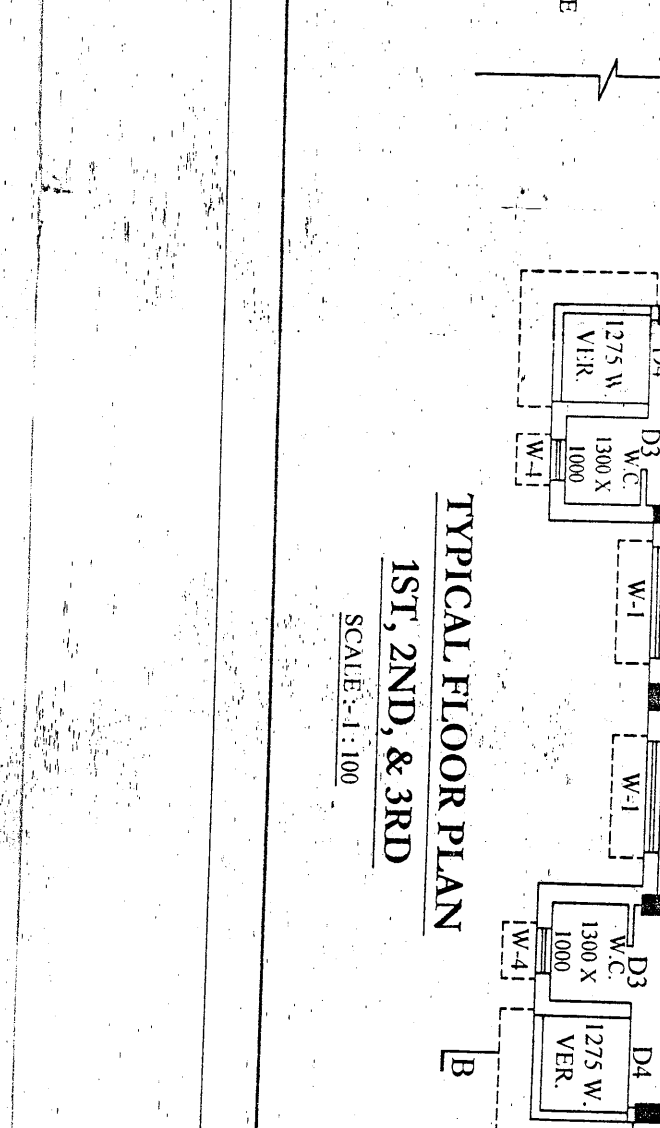 E
D4
1275 W.
VER.
D3
W.C.
1300 X
1000
W-4
W-1
W-1
TYPICAL FLOOR PLAN
1ST, 2ND, & 3RD
SCALE :- 1 : 100
D3
W.C.
1300 X
1000
W-4
D4
1275 W.
VER.
B